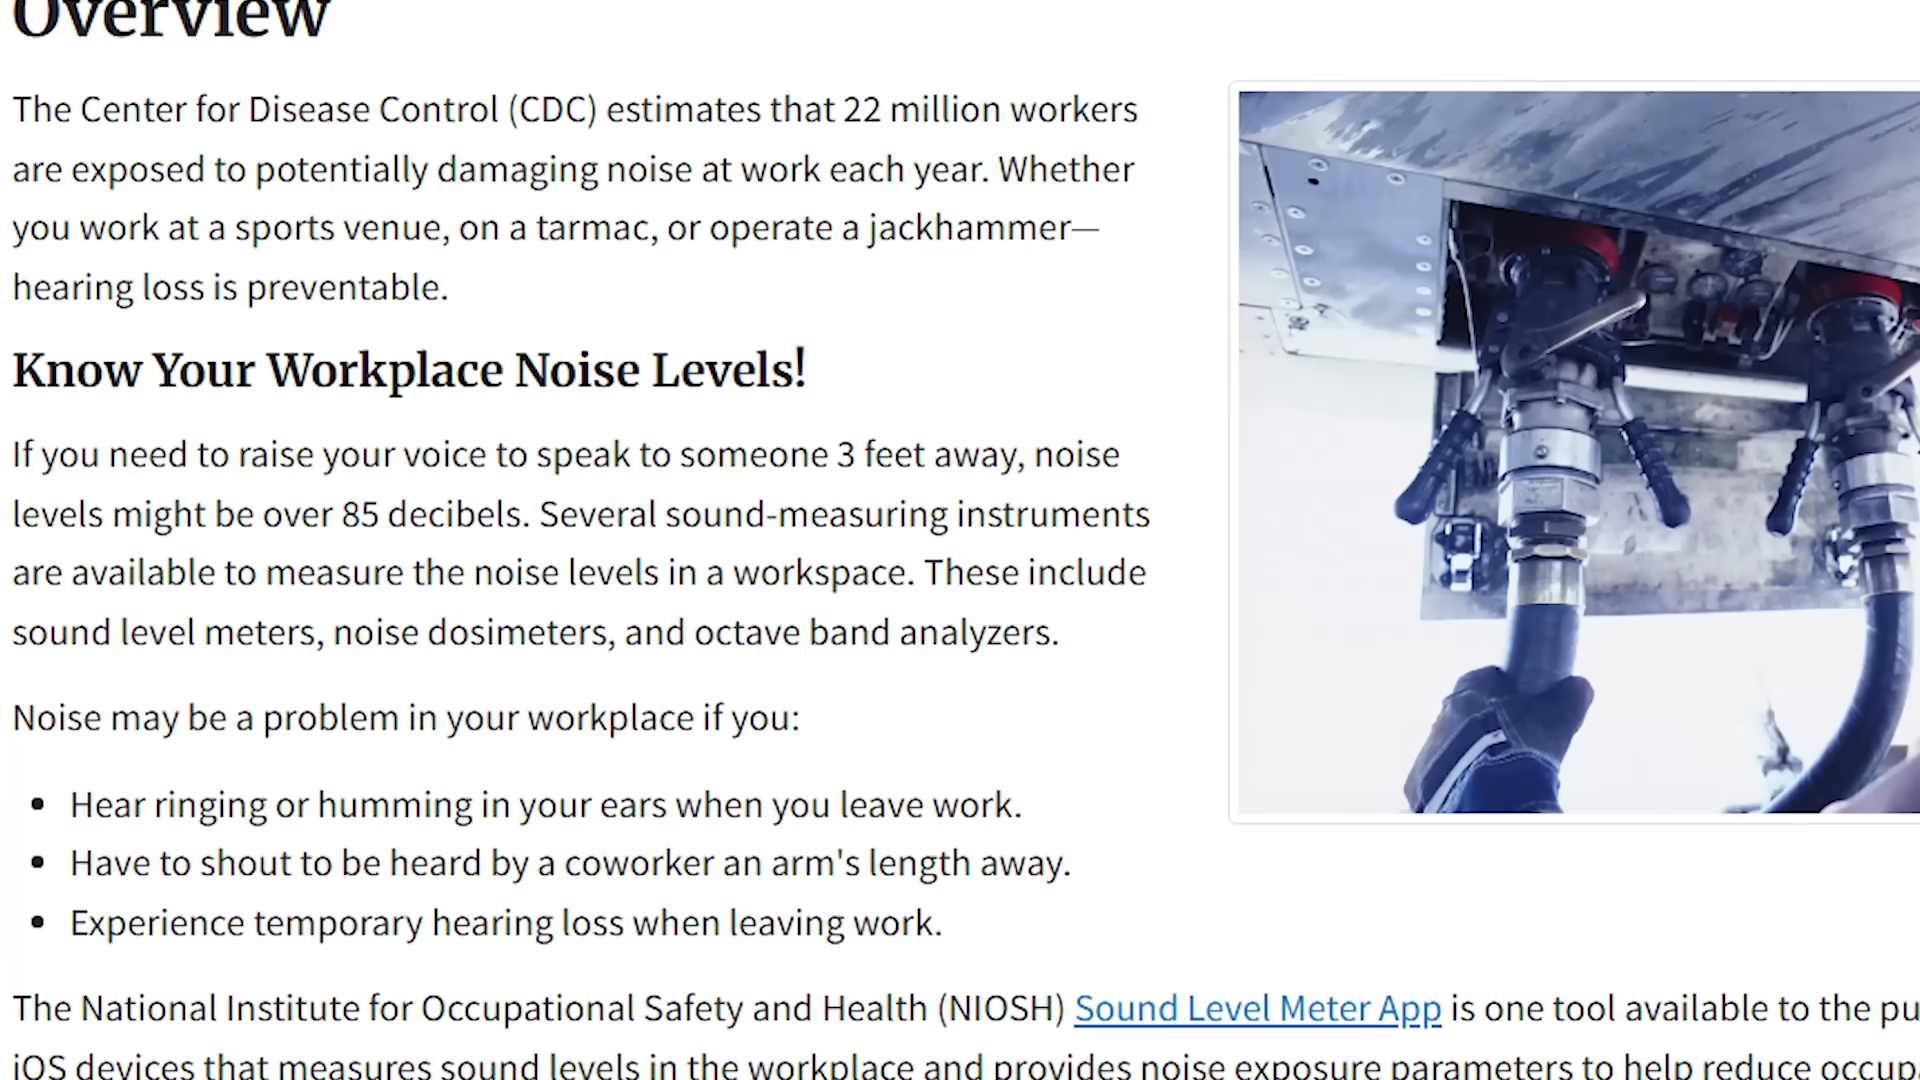 Overview
The Center for Disease Control (CDC) estimates that 22 million workers
are exposed to potentially damaging noise at work each year. Whether
you work at a sports venue, on a tarmac, or operate a jackhammer—
hearing loss is preventable.
Know Your Workplace Noise Levels!
If you need to raise your voice to speak to someone 3 feet away, noise
levels might be over 85 decibels. Several sound-measuring instruments
are available to measure the noise levels in a workspace. These include
sound level meters, noise dosimeters, and octave band analyzers.
Noise may be a problem in your workplace if you:
• Hear ringing or humming in your ears when you leave work.
• Have to shout to be heard by a coworker an arm's length away.
• Experience temporary hearing loss when leaving work.
The National Institute for Occupational Safety and Health (NIOSH) Sound Level Meter App is one tool available to the pu
iOS devices that measures sound levels in the workplace and provides noise exposure parameters to help reduce occup